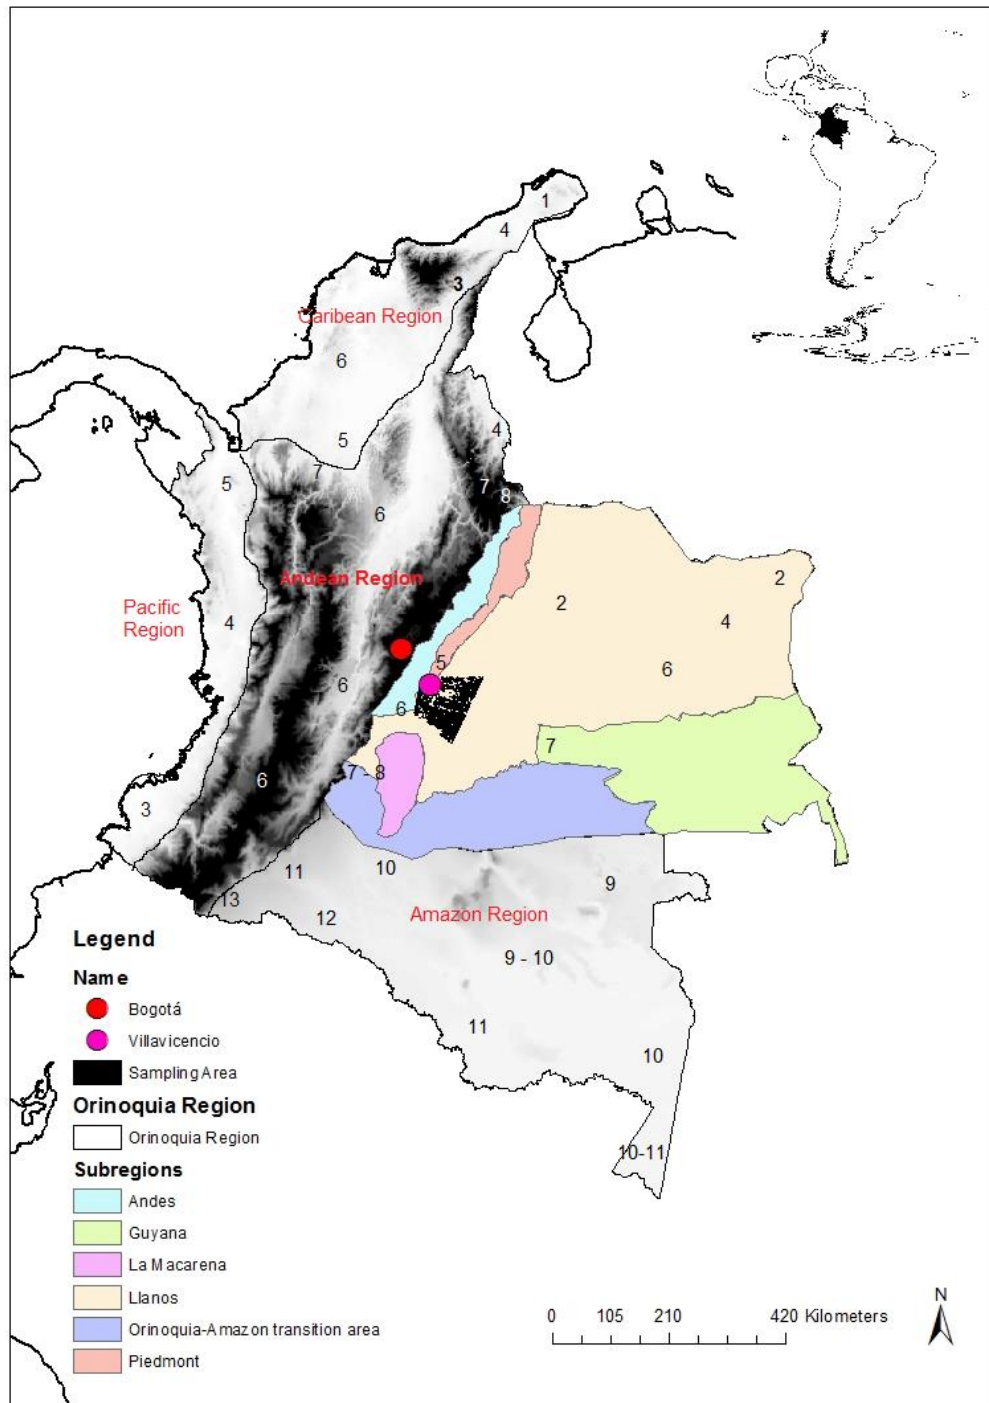 1
4
3
Caribean Region
6
5
4
7
5
7
8
6
Andean Region
2
2
Pacific
Region
4
4
5
6
6
6
7
7 - 8
6
3
11
10
9
13
12
Amazon Region
9 - 10
11
10
10-11
Legend
Name
Bogotá
Villavicencio
Sampling Area
Orinoquia Region
Orinoquia Region
Subregions
Andes
Guyana
La Macarena
Llanos
Orinoquia-Amazon transition area
Piedmont
0 105 210 420 Kilometers
N